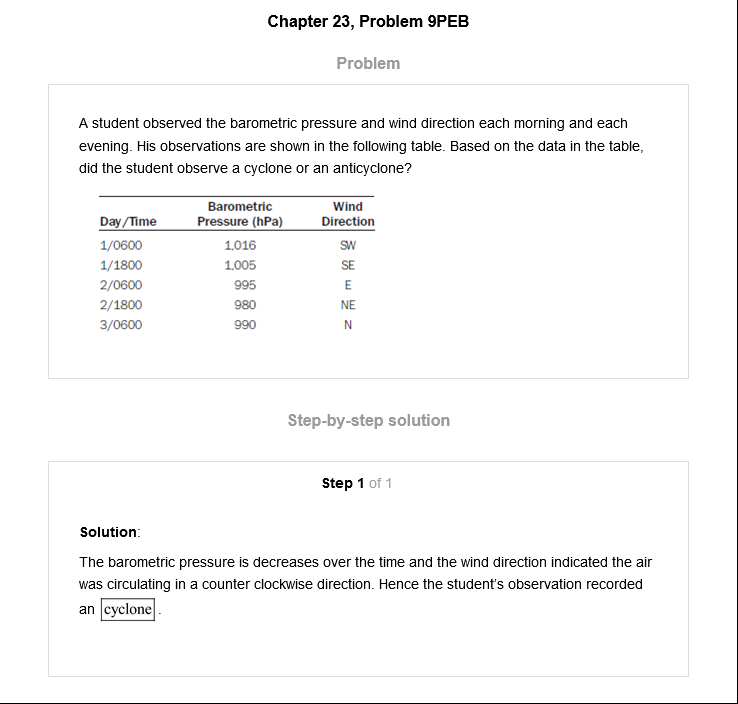 Chapter 23, Problem 9PEB
Problem
A student observed the barometric pressure and wind direction each morning and each
evening. His observations are shown in the following table. Based on the data in the table,
did the student observe a cyclone or an anticyclone?
Barometric Wind
Day/Time Pressure (hPa) Direction
1/0600 1,016 SW
1/1800 1,005 SE
2/0600 995 E
2/1800 980 NE
3/0600 990 N
Step-by-step solution
Step 1 of 1
Solution:
The barometric pressure is decreases over the time and the wind direction indicated the air
was circulating in a counter clockwise direction. Hence the student's observation recorded
an cyclone.